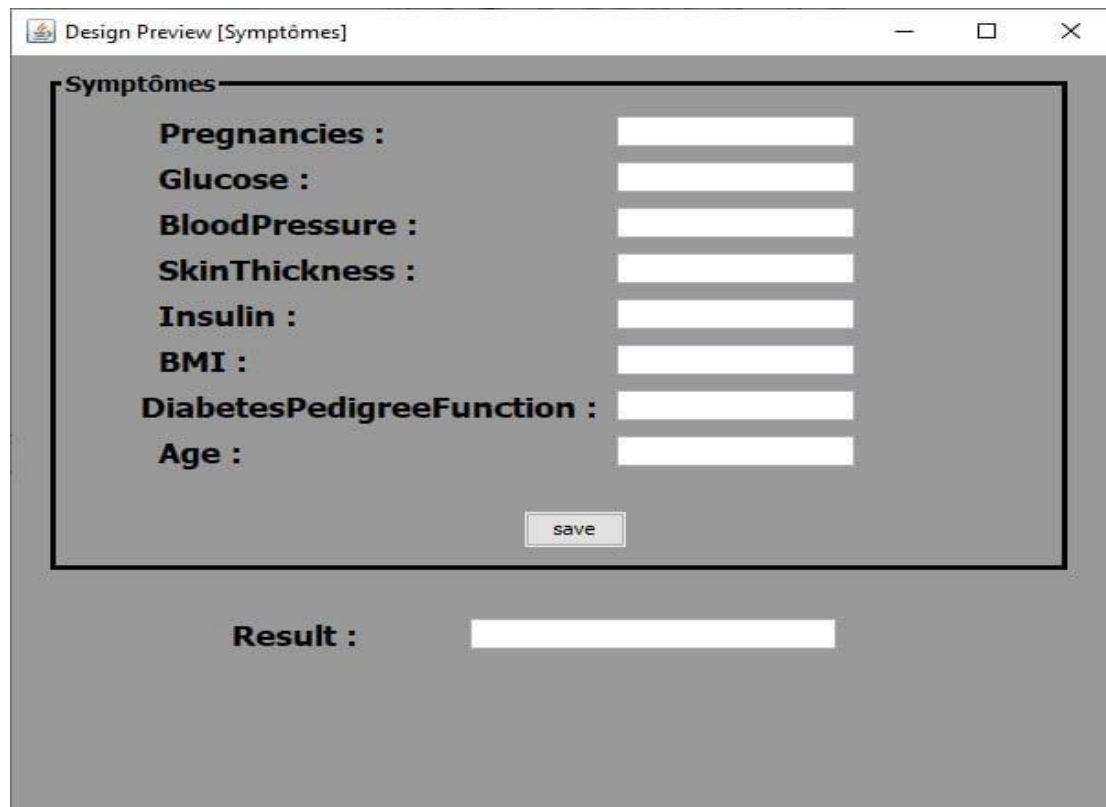 Design Preview [Symptômes]
Symptômes
Pregnancies :
Glucose :
BloodPressure :
SkinThickness :
Insulin :
BMI :
DiabetesPedigreeFunction :
Age :
save
Result :